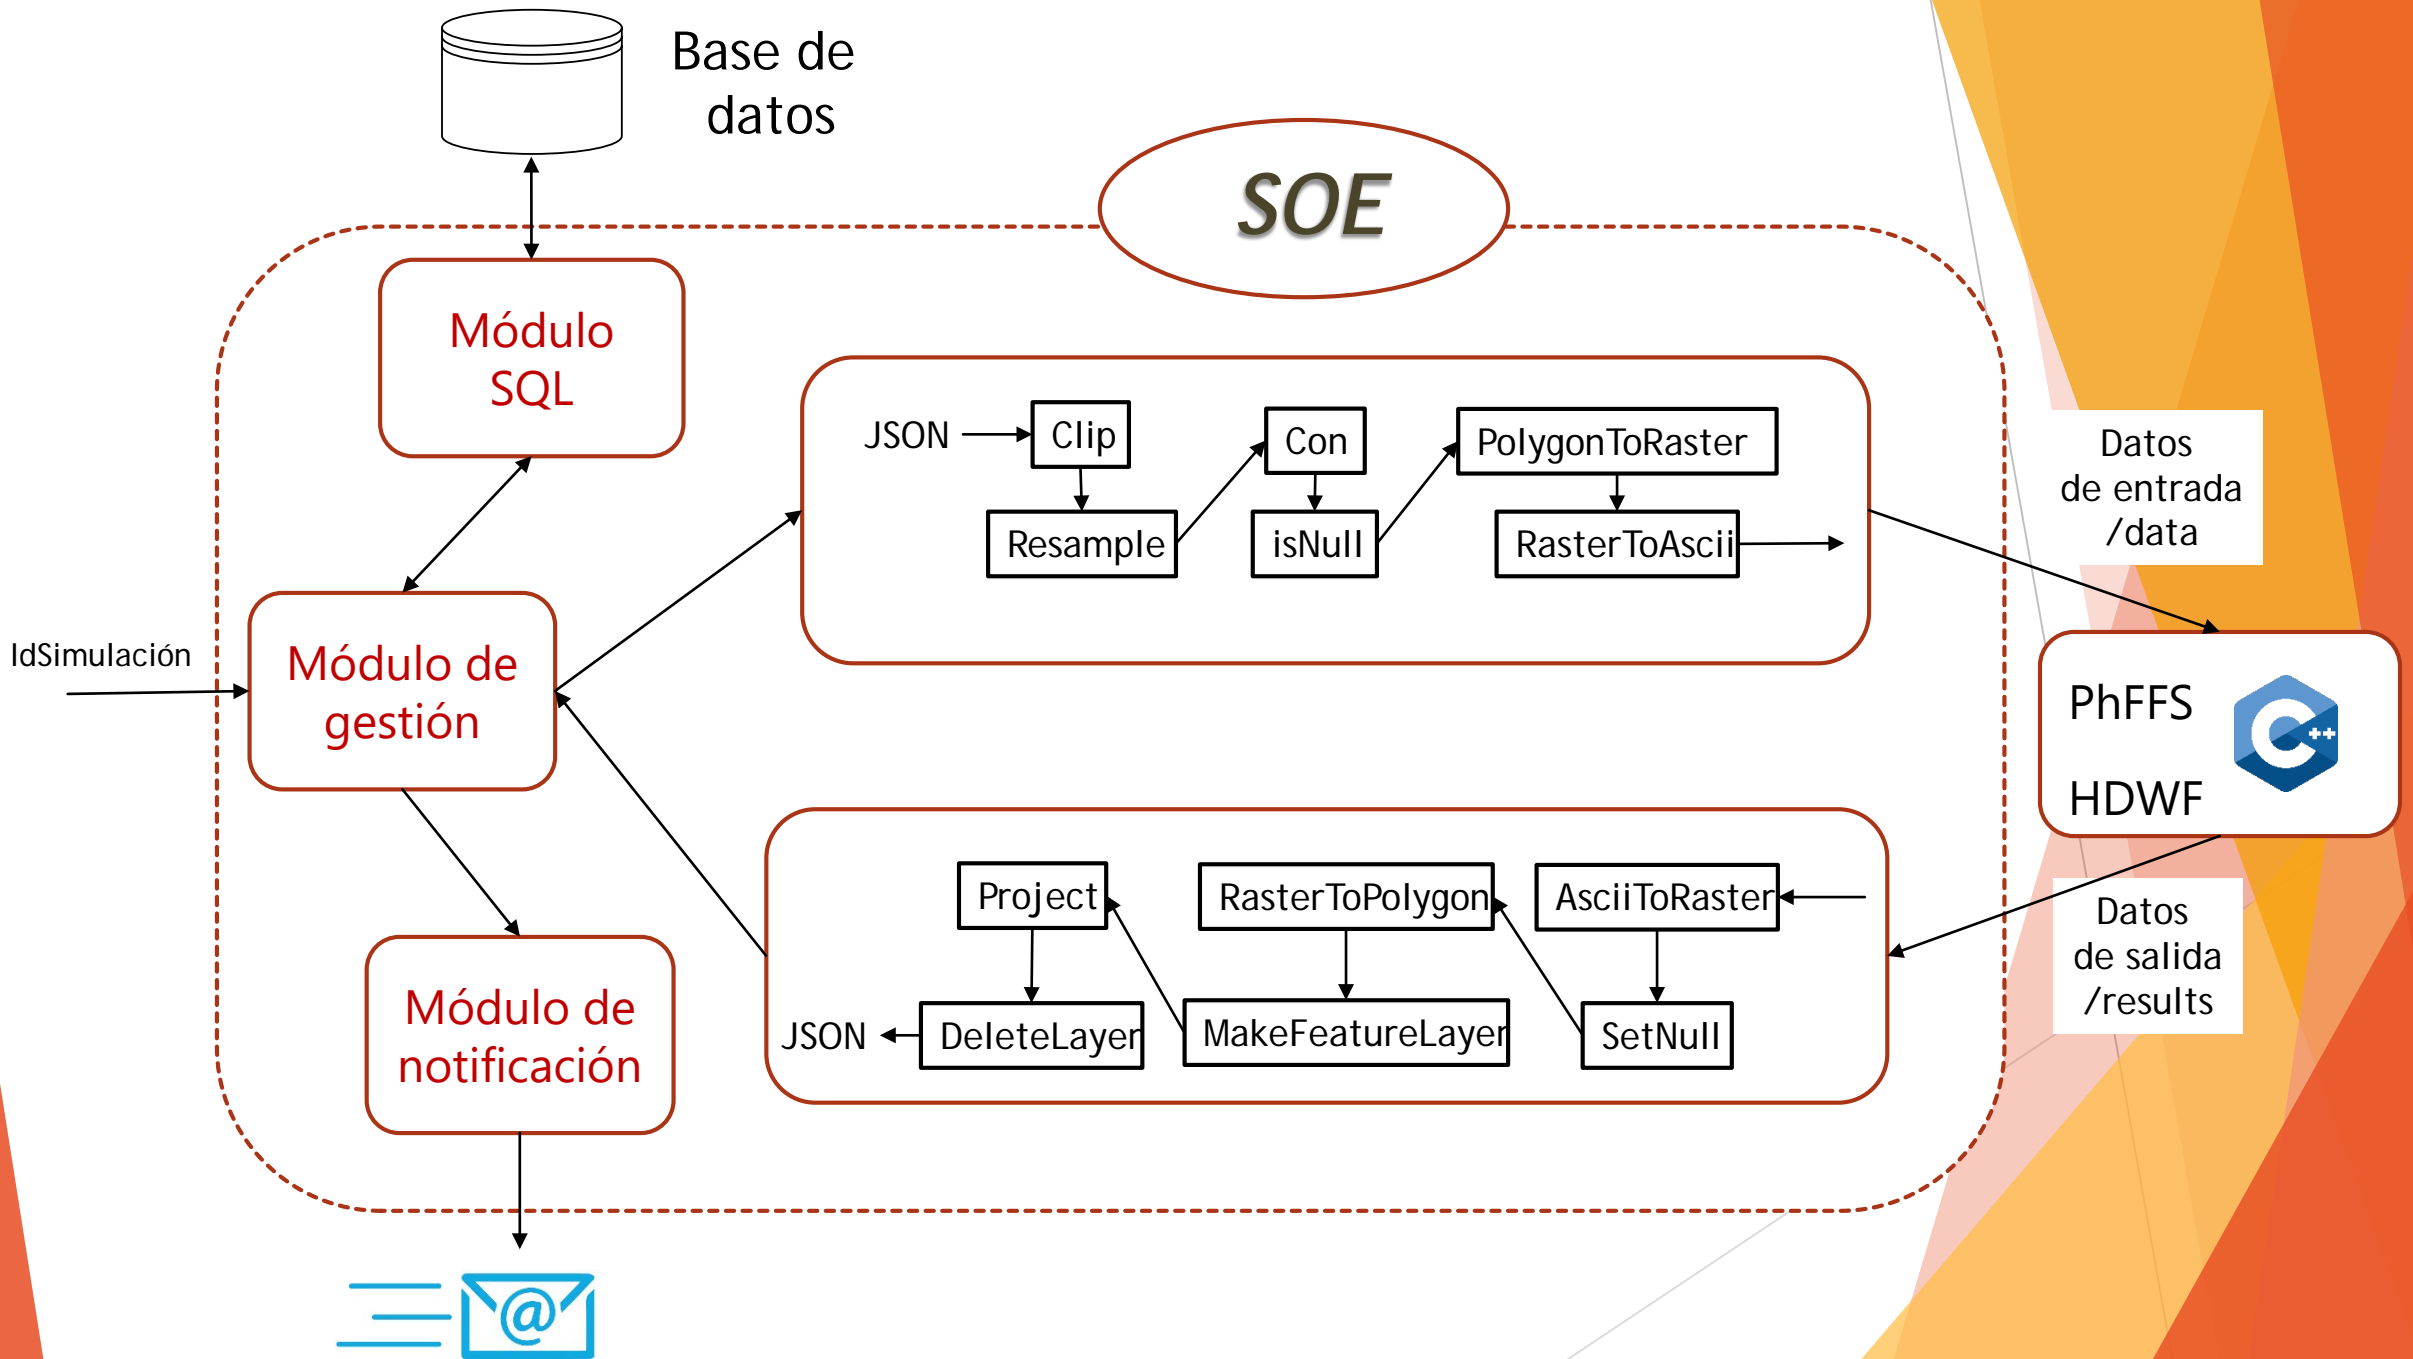 Base de
datos
SOE
Módulo
SQL
JSON
Clip
Con
PolygonToRaster
Resample
isNull
RasterToAscii
Datos
de entrada
/data
IdSimulación
Módulo de
gestión
PhFFS
C++
HDWF
Project
RasterToPolygon
AsciiToRaster
Datos
de salida
/results
JSON
DeleteLayer
MakeFeatureLayer
SetNull
Módulo de
notificación
@